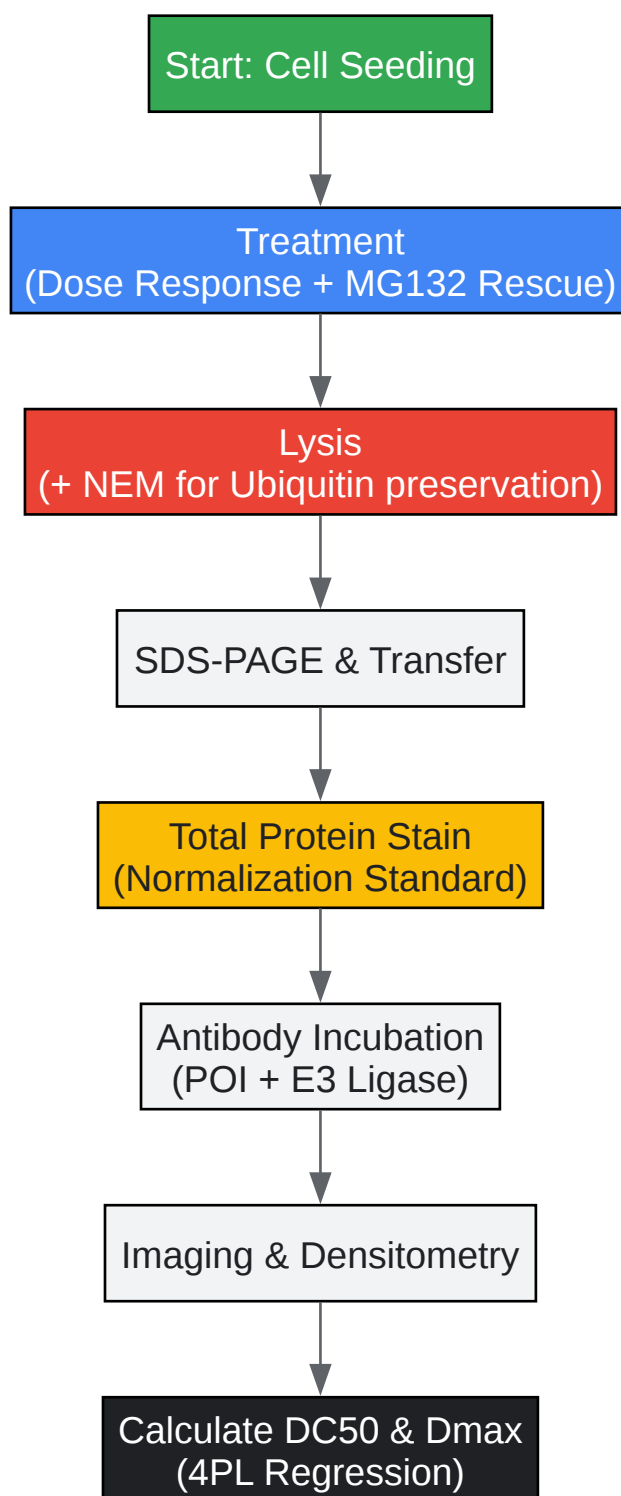 Start: Cell Seeding
Treatment
(Dose Response + MG132 Rescue)
Lysis
(+ NEM for Ubiquitin preservation)
SDS-PAGE & Transfer
Total Protein Stain
(Normalization Standard)
Antibody Incubation
(POI + E3 Ligase)
Imaging & Densitometry
Calculate DC50 & Dmax
(4PL Regression)